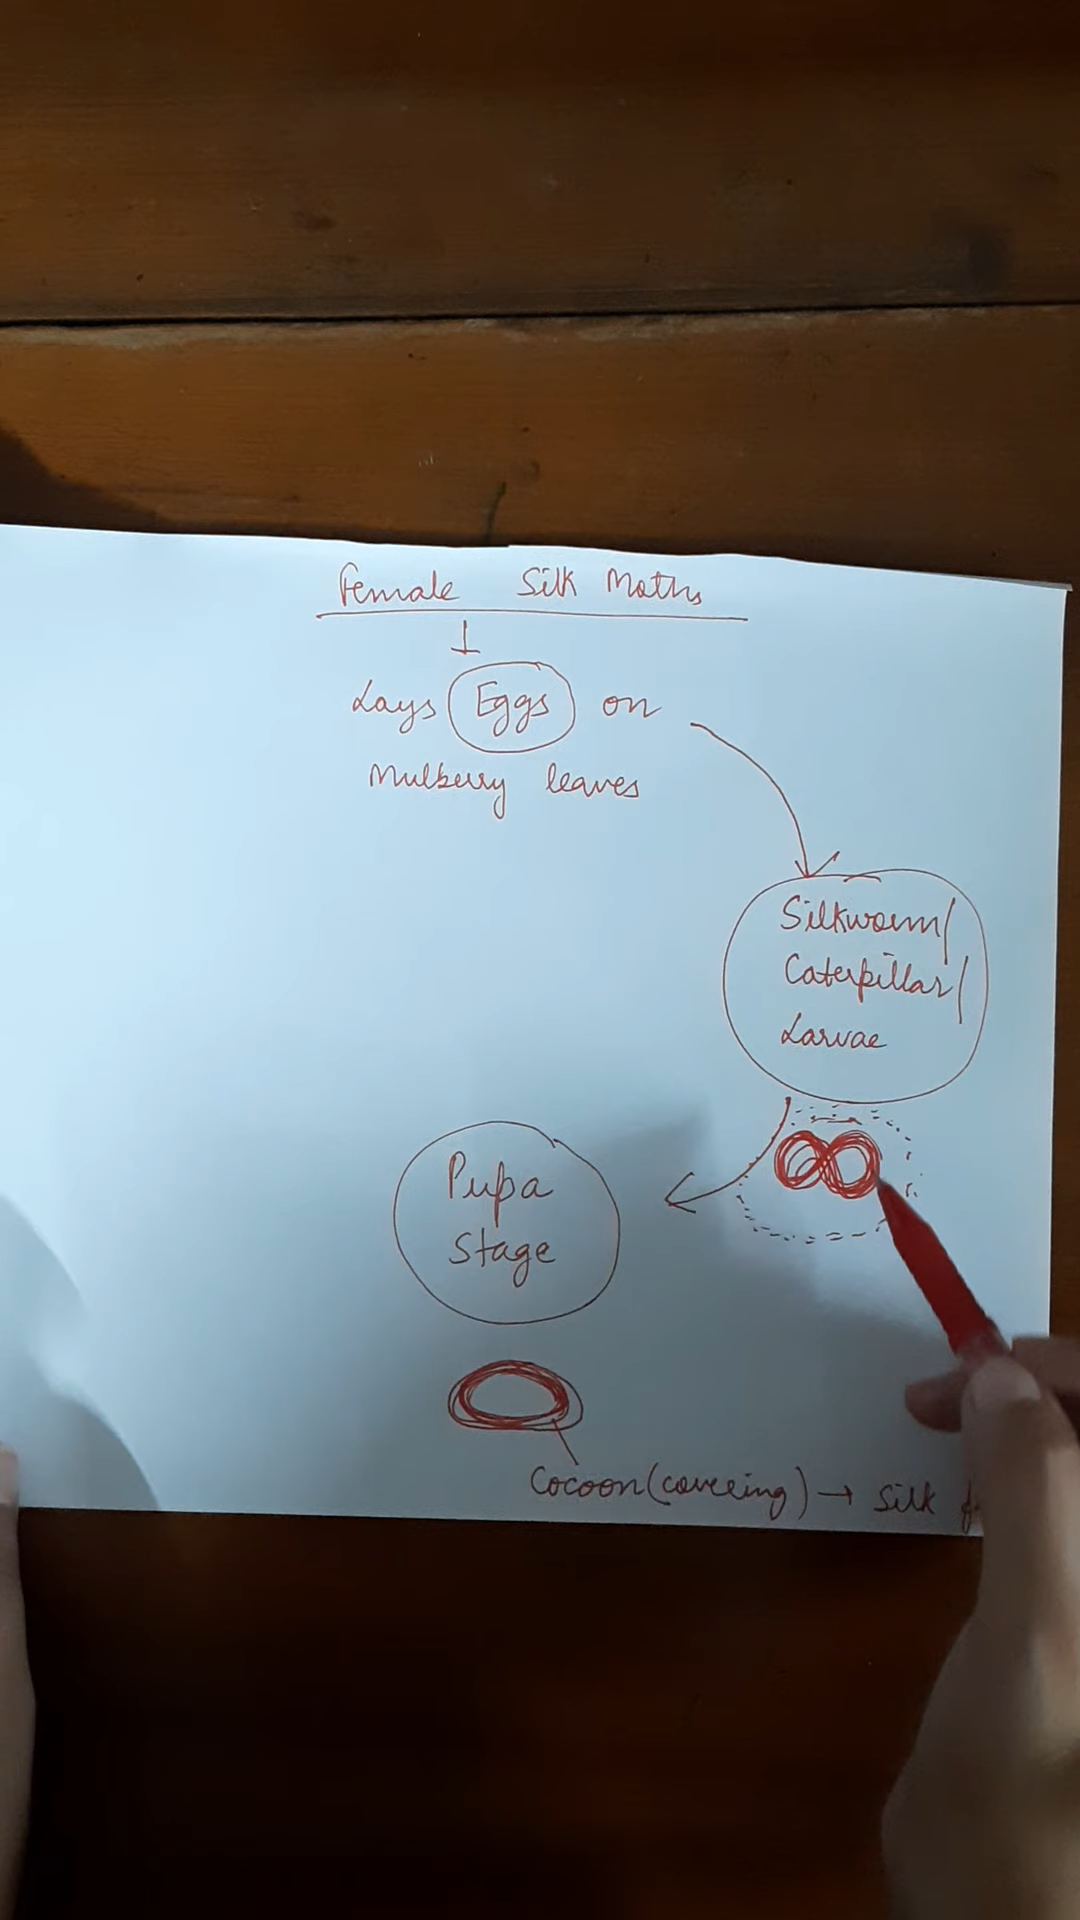 Female Silk Moths
Lays Eggs on
Mulberry leaves
Silkworm/
Caterpillar/
Larvae
Pupa
Stage
Cocoon (covering) → Silk